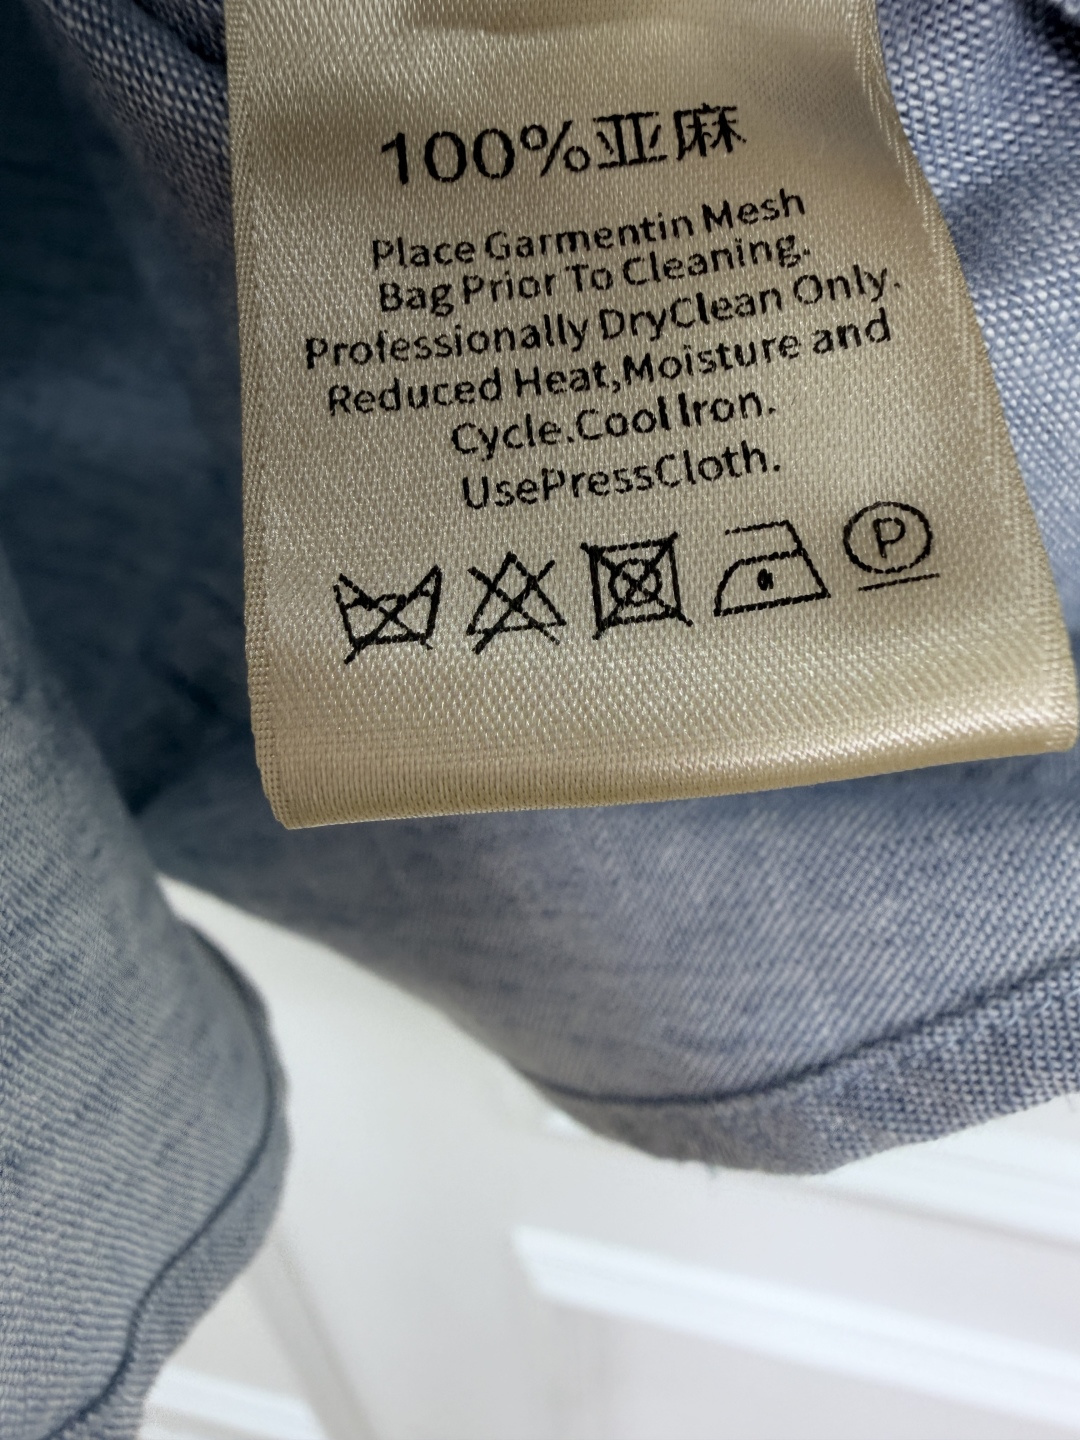 100%亚麻
Place Garmentin Mesh
Bag Prior To Cleaning.
Professionally DryClean Only.
Reduced Heat,Moisture and
Cycle.Cool Iron.
UsePressCloth.
P